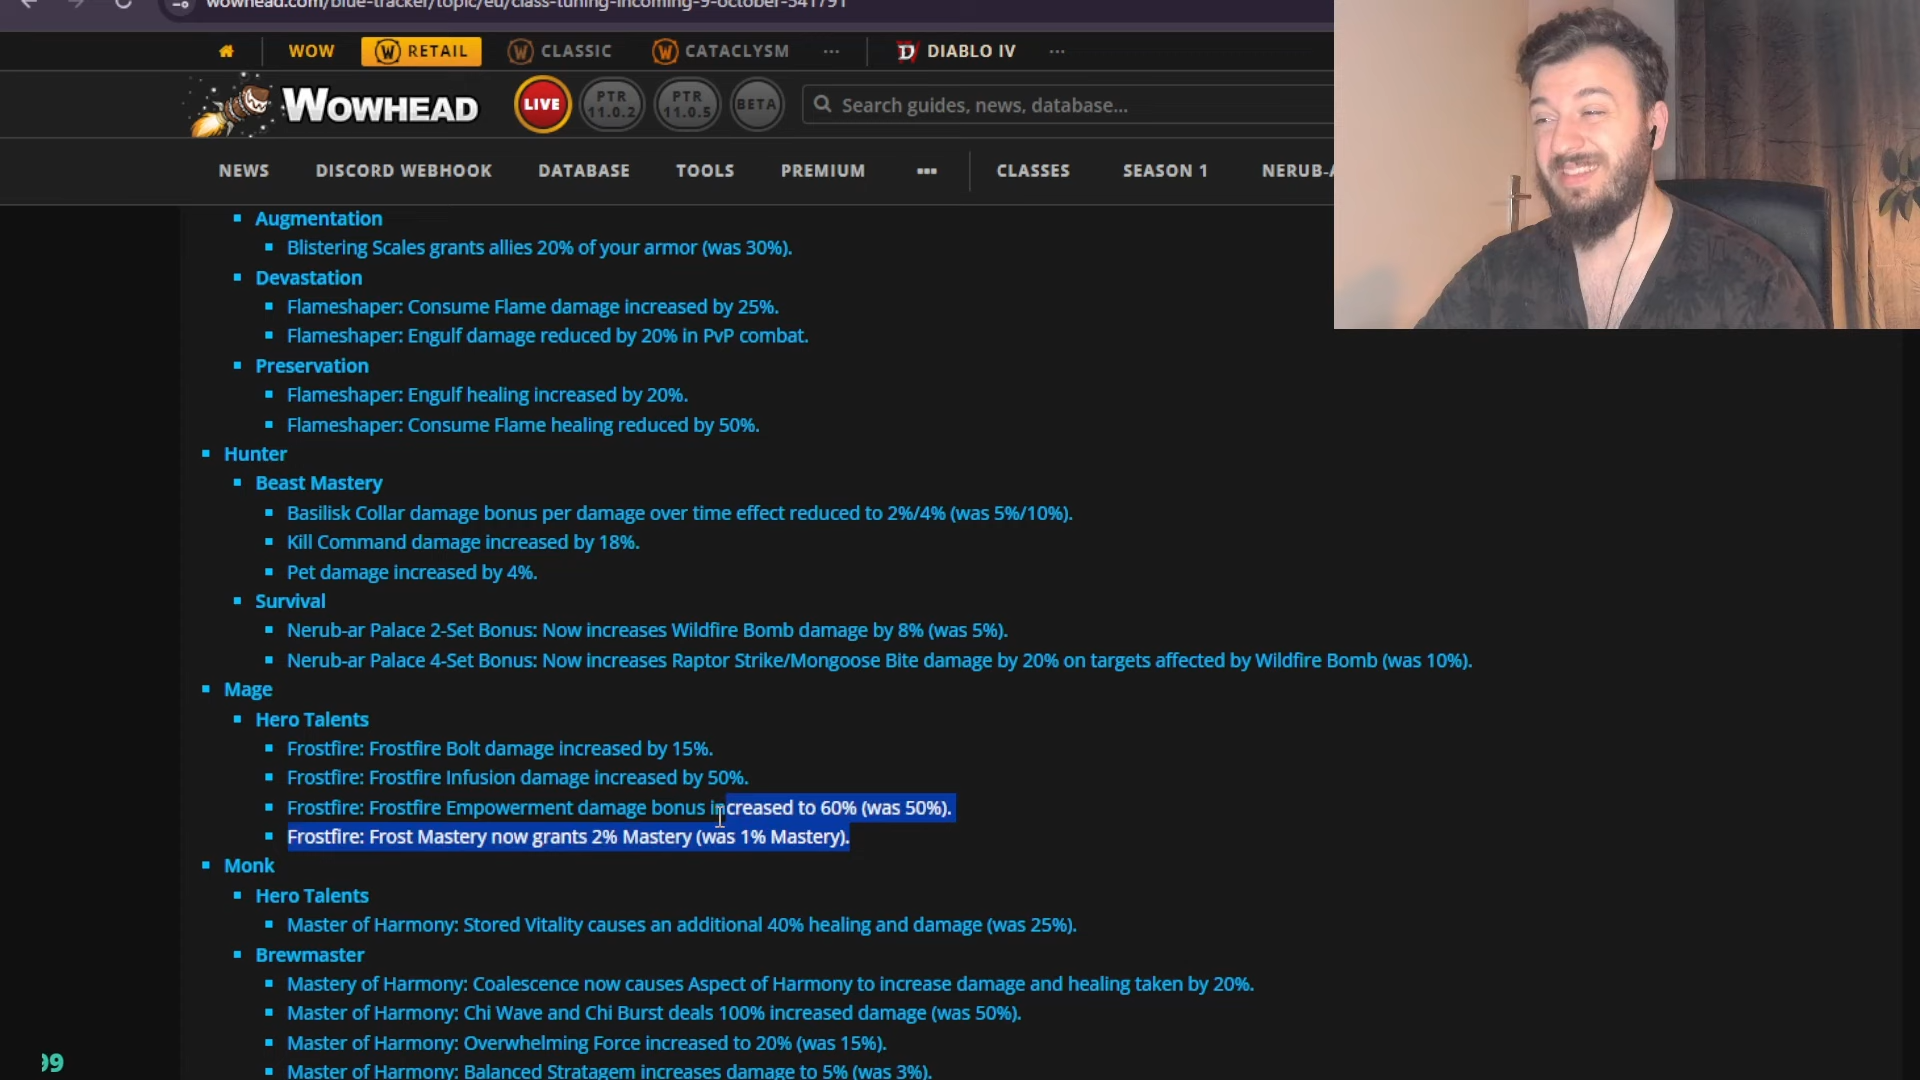 wowhead.com/blue-tracker/topic/eu/class-tuning-incoming-9-october-541791
WOW
RETAIL
CLASSIC
CATACLYSM
DIABLO IV
WOWHEAD
LIVE
PTR 11.0.2
PTR 11.0.5
BETA
Search guides, news, database...
NEWS
DISCORD WEBHOOK
DATABASE
TOOLS
PREMIUM
CLASSES
SEASON 1
NERUB-A
Augmentation
Blistering Scales grants allies 20% of your armor (was 30%).
Devastation
Flameshaper: Consume Flame damage increased by 25%.
Flameshaper: Engulf damage reduced by 20% in PvP combat.
Preservation
Flameshaper: Engulf healing increased by 20%.
Flameshaper: Consume Flame healing reduced by 50%.
Hunter
Beast Mastery
Basilisk Collar damage bonus per damage over time effect reduced to 2%/4% (was 5%/10%).
Kill Command damage increased by 18%.
Pet damage increased by 4%.
Survival
Nerub-ar Palace 2-Set Bonus: Now increases Wildfire Bomb damage by 8% (was 5%).
Nerub-ar Palace 4-Set Bonus: Now increases Raptor Strike/Mongoose Bite damage by 20% on targets affected by Wildfire Bomb (was 10%).
Mage
Hero Talents
Frostfire: Frostfire Bolt damage increased by 15%.
Frostfire: Frostfire Infusion damage increased by 50%.
Frostfire: Frostfire Empowerment damage bonus increased to 60% (was 50%).
Frostfire: Frost Mastery now grants 2% Mastery (was 1% Mastery).
Monk
Hero Talents
Master of Harmony: Stored Vitality causes an additional 40% healing and damage (was 25%).
Brewmaster
Mastery of Harmony: Coalescence now causes Aspect of Harmony to increase damage and healing taken by 20%.
Master of Harmony: Chi Wave and Chi Burst deals 100% increased damage (was 50%).
Master of Harmony: Overwhelming Force increased to 20% (was 15%).
Master of Harmony: Balanced Stratagem increases damage to 5% (was 3%).
99